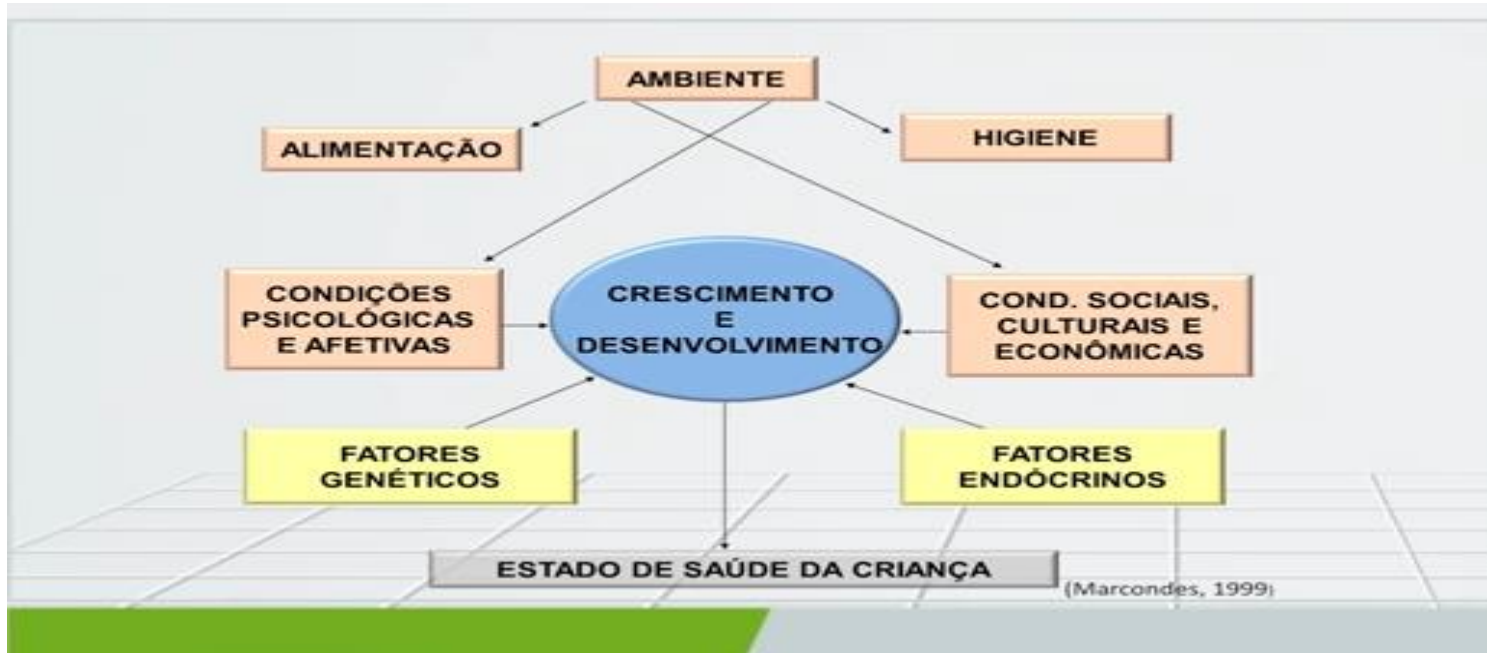 AMBIENTE
ALIMENTAÇÃO
HIGIENE
CONDIÇÕES
PSICOLÓGICAS
E AFETIVAS
CRESCIMENTO
E
DESENVOLVIMENTO
COND. SOCIAIS,
CULTURAIS E
ECONÔMICAS
FATORES
GENÉTICOS
FATORES
ENDÓCRINOS
ESTADO DE SAÚDE DA CRIANÇA
(Marcondes, 1999)